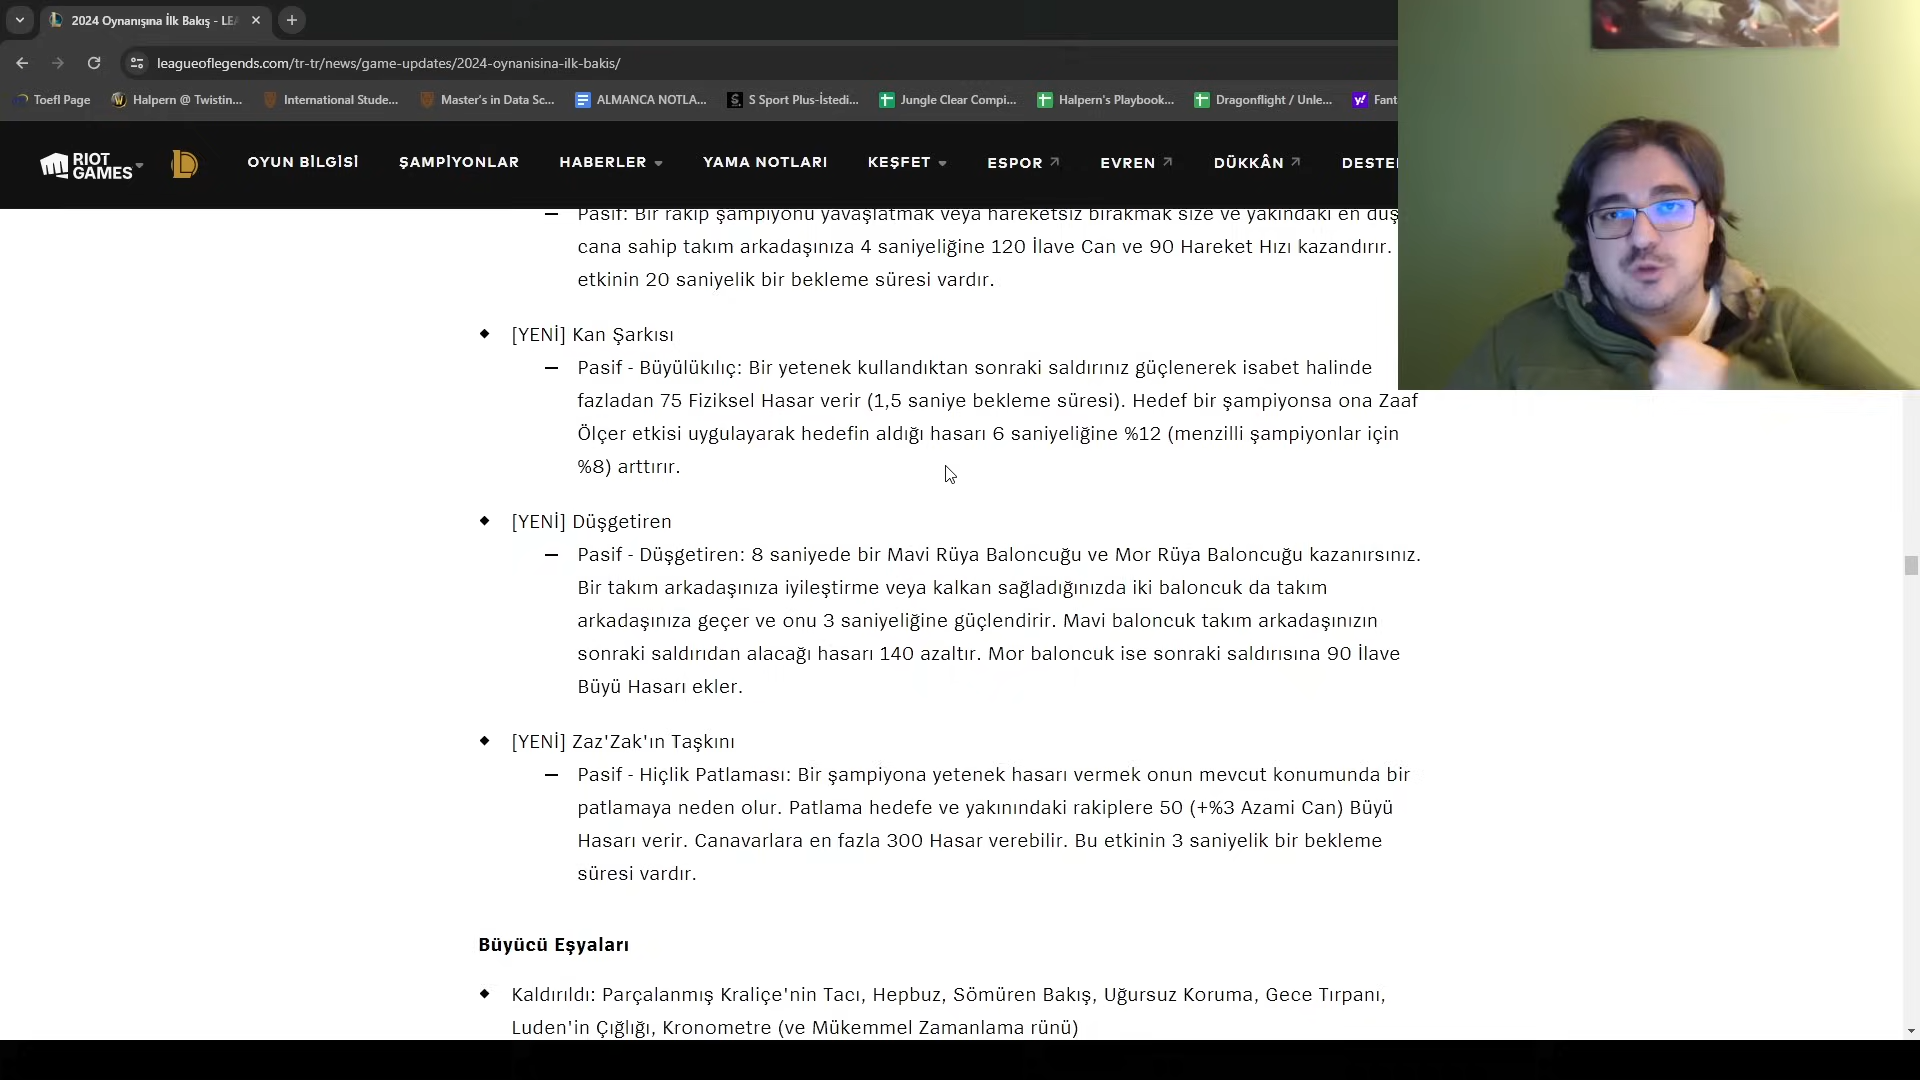 2024 Oynanışına İlk Bakış - LEA
leagueoflegends.com/tr-tr/news/game-updates/2024-oynanisina-ilk-bakis/
Toefl Page
Halpern @ Twistin...
International Stude...
Master's in Data Sc...
ALMANCA NOTLA...
S Sport Plus-İstedi...
Jungle Clear Compi...
Halpern's Playbook...
Dragonflight / Unle...
Fant
RIOT GAMES
OYUN BİLGİSİ
ŞAMPİYONLAR
HABERLER
YAMA NOTLARI
KEŞFET
ESPOR
EVREN
DÜKKÂN
DESTE
— Pasif: Bir rakip şampiyonu yavaşlatmak veya hareketsiz bırakmak size ve yakındaki en düş
cana sahip takım arkadaşınıza 4 saniyeliğine 120 İlave Can ve 90 Hareket Hızı kazandırır.
etkinin 20 saniyelik bir bekleme süresi vardır.
[YENİ] Kan Şarkısı
— Pasif - Büyülükılıç: Bir yetenek kullandıktan sonraki saldırınız güçlenerek isabet halinde
fazladan 75 Fiziksel Hasar verir (1,5 saniye bekleme süresi). Hedef bir şampiyonsa ona Zaaf
Ölçer etkisi uygulayarak hedefin aldığı hasarı 6 saniyeliğine %12 (menzilli şampiyonlar için
%8) arttırır.
[YENİ] Düşgetiren
— Pasif - Düşgetiren: 8 saniyede bir Mavi Rüya Baloncuğu ve Mor Rüya Baloncuğu kazanırsınız.
Bir takım arkadaşınıza iyileştirme veya kalkan sağladığınızda iki baloncuk da takım
arkadaşınıza geçer ve onu 3 saniyeliğine güçlendirir. Mavi baloncuk takım arkadaşınızın
sonraki saldırıdan alacağı hasarı 140 azaltır. Mor baloncuk ise sonraki saldırısına 90 İlave
Büyü Hasarı ekler.
[YENİ] Zaz'Zak'ın Taşkını
— Pasif - Hiçlik Patlaması: Bir şampiyona yetenek hasarı vermek onun mevcut konumunda bir
patlamaya neden olur. Patlama hedefe ve yakınındaki rakiplere 50 (+%3 Azami Can) Büyü
Hasarı verir. Canavarlara en fazla 300 Hasar verebilir. Bu etkinin 3 saniyelik bir bekleme
süresi vardır.
Büyücü Eşyaları
Kaldırıldı: Parçalanmış Kraliçe'nin Tacı, Hepbuz, Sömüren Bakış, Uğursuz Koruma, Gece Tırpanı,
Luden'in Çığlığı, Kronometre (ve Mükemmel Zamanlama rünü)